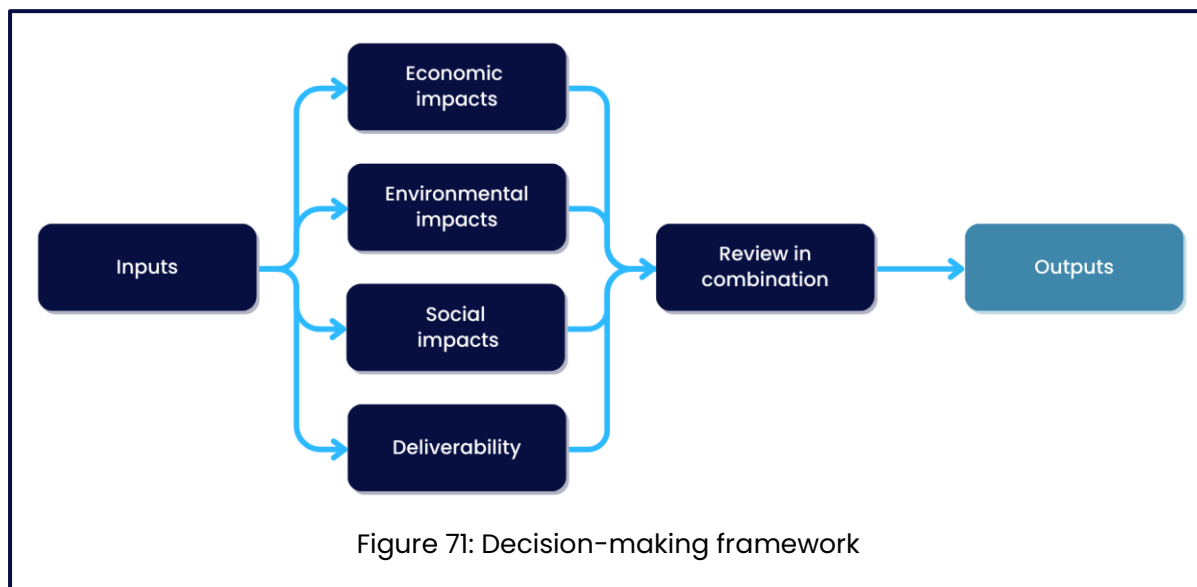 Economic
impacts
Environmental
impacts
Inputs
Review in
combination
Outputs
Social
impacts
Deliverability
Figure 71: Decision-making framework